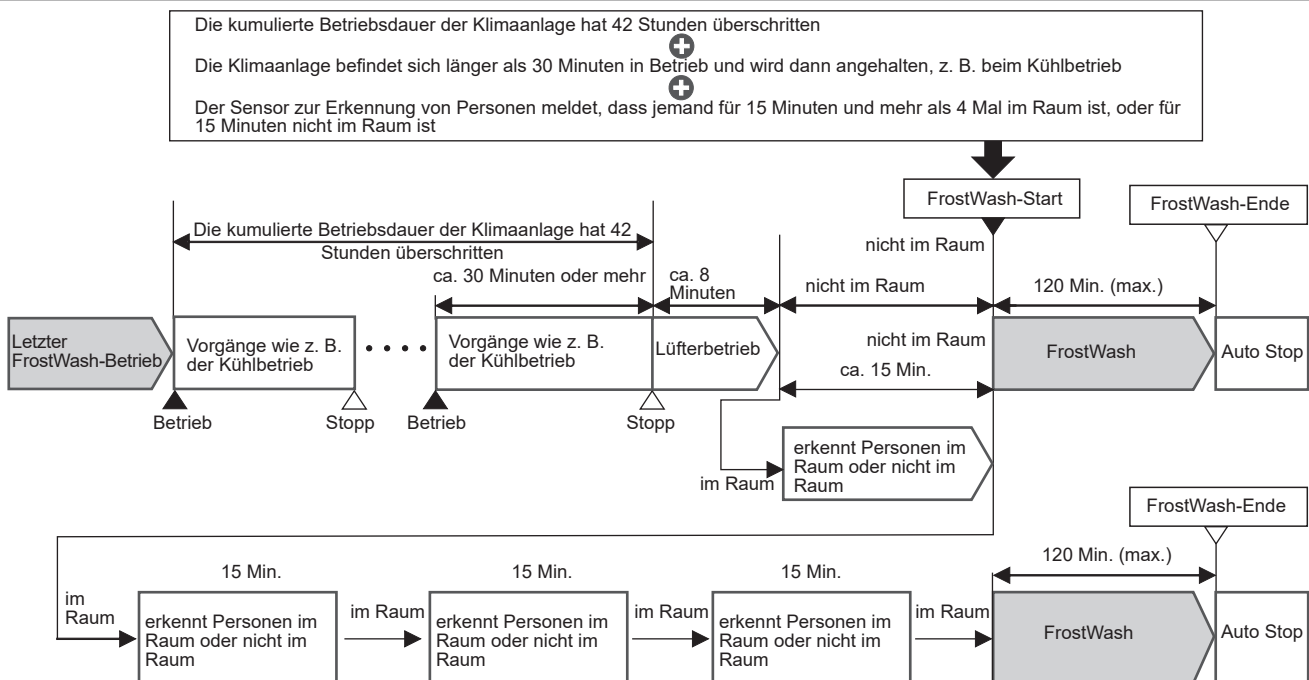 Die kumulierte Betriebsdauer der Klimaanlage hat 42 Stunden überschritten
Die Klimaanlage befindet sich länger als 30 Minuten in Betrieb und wird dann angehalten, z. B. beim Kühlbetrieb
Der Sensor zur Erkennung von Personen meldet, dass jemand für 15 Minuten und mehr als 4 Mal im Raum ist, oder für
15 Minuten nicht im Raum ist
FrostWash-Start
FrostWash-Ende
Die kumulierte Betriebsdauer der Klimaanlage hat 42
Stunden überschritten
nicht im Raum
ca. 30 Minuten oder mehr
ca. 8
Minuten
nicht im Raum
120 Min. (max.)
Letzter
FrostWash-Betrieb
Vorgänge wie z. B.
der Kühlbetrieb
Vorgänge wie z. B.
der Kühlbetrieb
Lüfterbetrieb
nicht im Raum
ca. 15 Min.
FrostWash
Auto Stop
Betrieb
Stopp
Betrieb
Stopp
im Raum
erkennt Personen im
Raum oder nicht im
Raum
FrostWash-Ende
120 Min. (max.)
15 Min.
15 Min.
15 Min.
im
Raum
erkennt Personen im
Raum oder nicht im
Raum
im Raum
erkennt Personen im
Raum oder nicht im
Raum
im Raum
erkennt Personen im
Raum oder nicht im
Raum
im Raum
FrostWash
Auto Stop